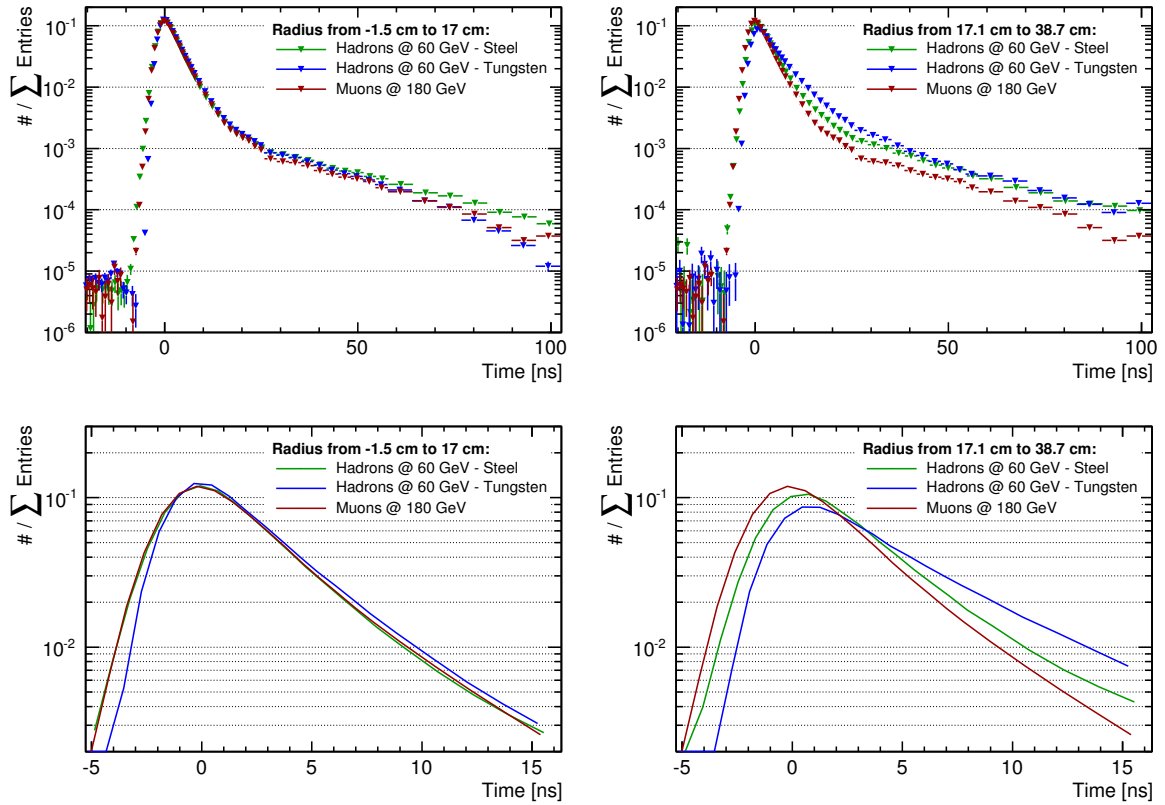 # / ∑ Entries
10⁻¹
10⁻²
10⁻³
10⁻⁴
10⁻⁵
10⁻⁶
Radius from -1.5 cm to 17 cm:
Hadrons @ 60 GeV - Steel
Hadrons @ 60 GeV - Tungsten
Muons @ 180 GeV
0 50 100
Time [ns]
# / ∑ Entries
10⁻¹
10⁻²
10⁻³
10⁻⁴
10⁻⁵
10⁻⁶
Radius from 17.1 cm to 38.7 cm:
Hadrons @ 60 GeV - Steel
Hadrons @ 60 GeV - Tungsten
Muons @ 180 GeV
0 50 100
Time [ns]
# / ∑ Entries
10⁻¹
10⁻²
Radius from -1.5 cm to 17 cm:
Hadrons @ 60 GeV - Steel
Hadrons @ 60 GeV - Tungsten
Muons @ 180 GeV
-5 0 5 10 15
Time [ns]
# / ∑ Entries
10⁻¹
10⁻²
Radius from 17.1 cm to 38.7 cm:
Hadrons @ 60 GeV - Steel
Hadrons @ 60 GeV - Tungsten
Muons @ 180 GeV
-5 0 5 10 15
Time [ns]